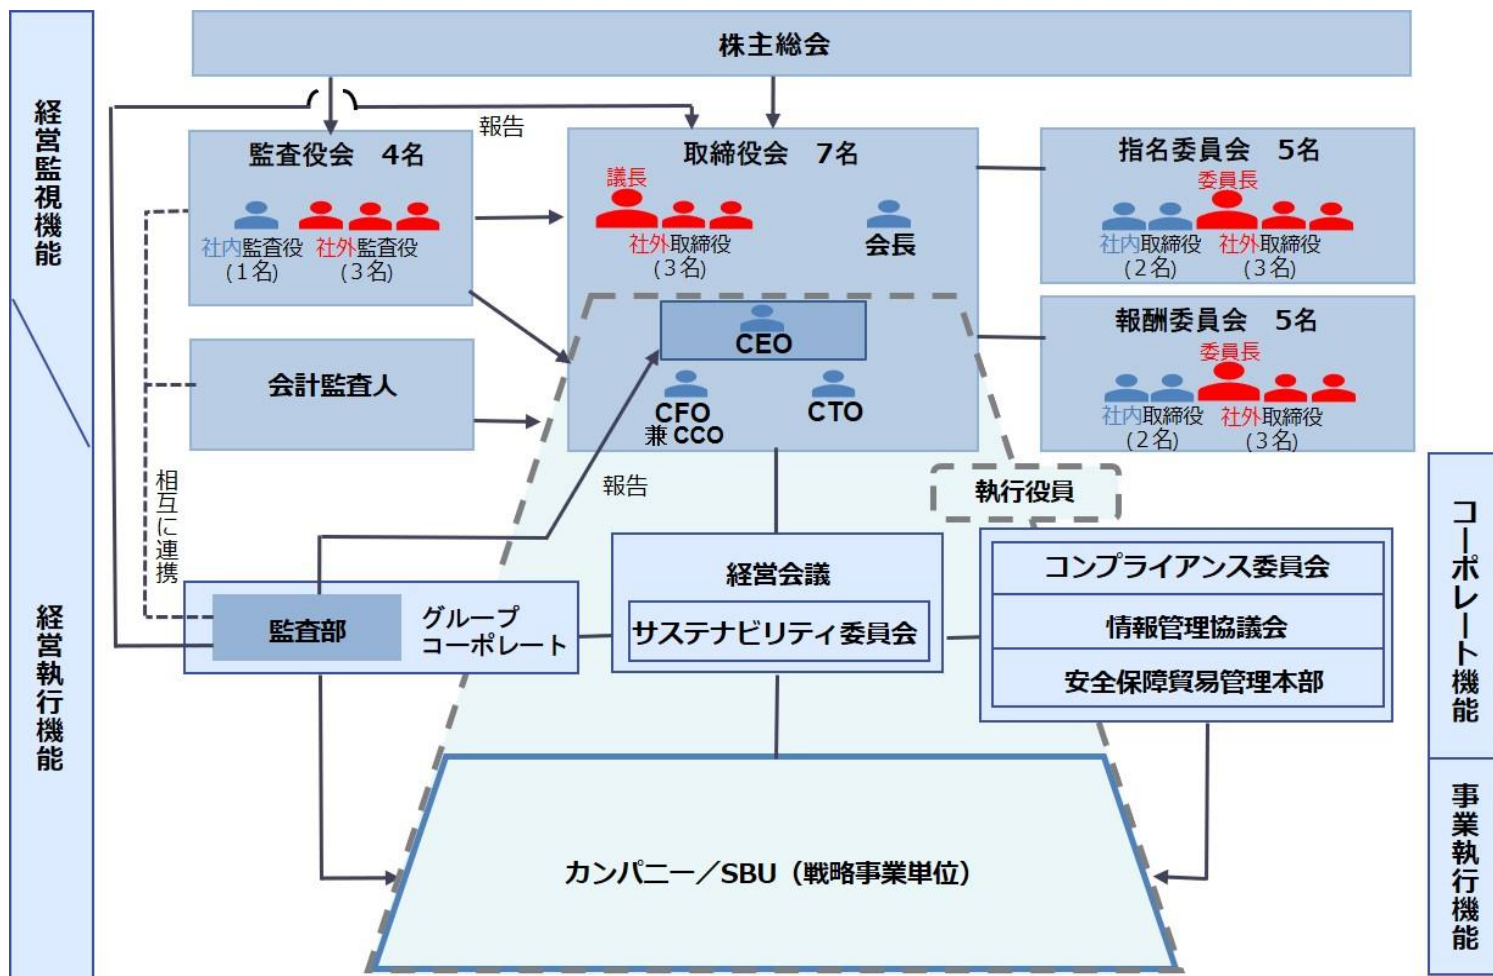 株主総会
経営監視機能
報告
監査役会　4名
社内監査役
(1名)
社外監査役
(3名)
取締役会　7名
議長
社外取締役
(3名)
会長
指名委員会　5名
委員長
社内取締役
(2名)
社外取締役
(3名)
報酬委員会　5名
委員長
社内取締役
(2名)
社外取締役
(3名)
CEO
CFO
兼 CCO
CTO
会計監査人
相互に連携
報告
執行役員
経営執行機能
監査部
グループ
コーポレート
経営会議
サステナビリティ委員会
コンプライアンス委員会
情報管理協議会
安全保障貿易管理本部
コーポレート機能
カンパニー／SBU（戦略事業単位）
事業執行機能